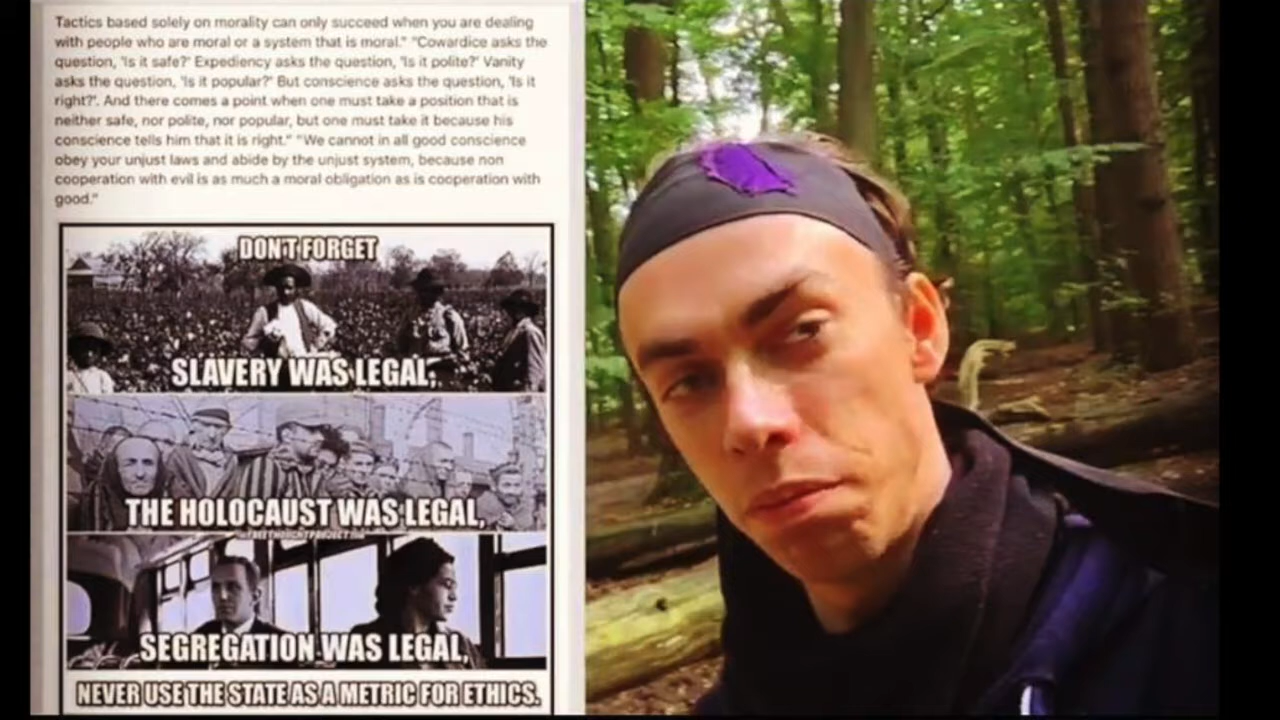 Tactics based solely on morality can only succeed when you are dealing
with people who are moral or a system that is moral." "Cowardice asks the
question, 'Is it safe?' Expediency asks the question, 'Is it polite?' Vanity
asks the question, 'Is it popular?' But conscience asks the question, 'Is it
right?'. And there comes a point when one must take a position that is
neither safe, nor polite, nor popular, but one must take it because his
conscience tells him that it is right." "We cannot in all good conscience
obey your unjust laws and abide by the unjust system, because non
cooperation with evil is as much a moral obligation as is cooperation with
good."
DON'T FORGET
SLAVERY WAS LEGAL,
THE HOLOCAUST WAS LEGAL,
SEGREGATION WAS LEGAL,
NEVER USE THE STATE AS A METRIC FOR ETHICS.